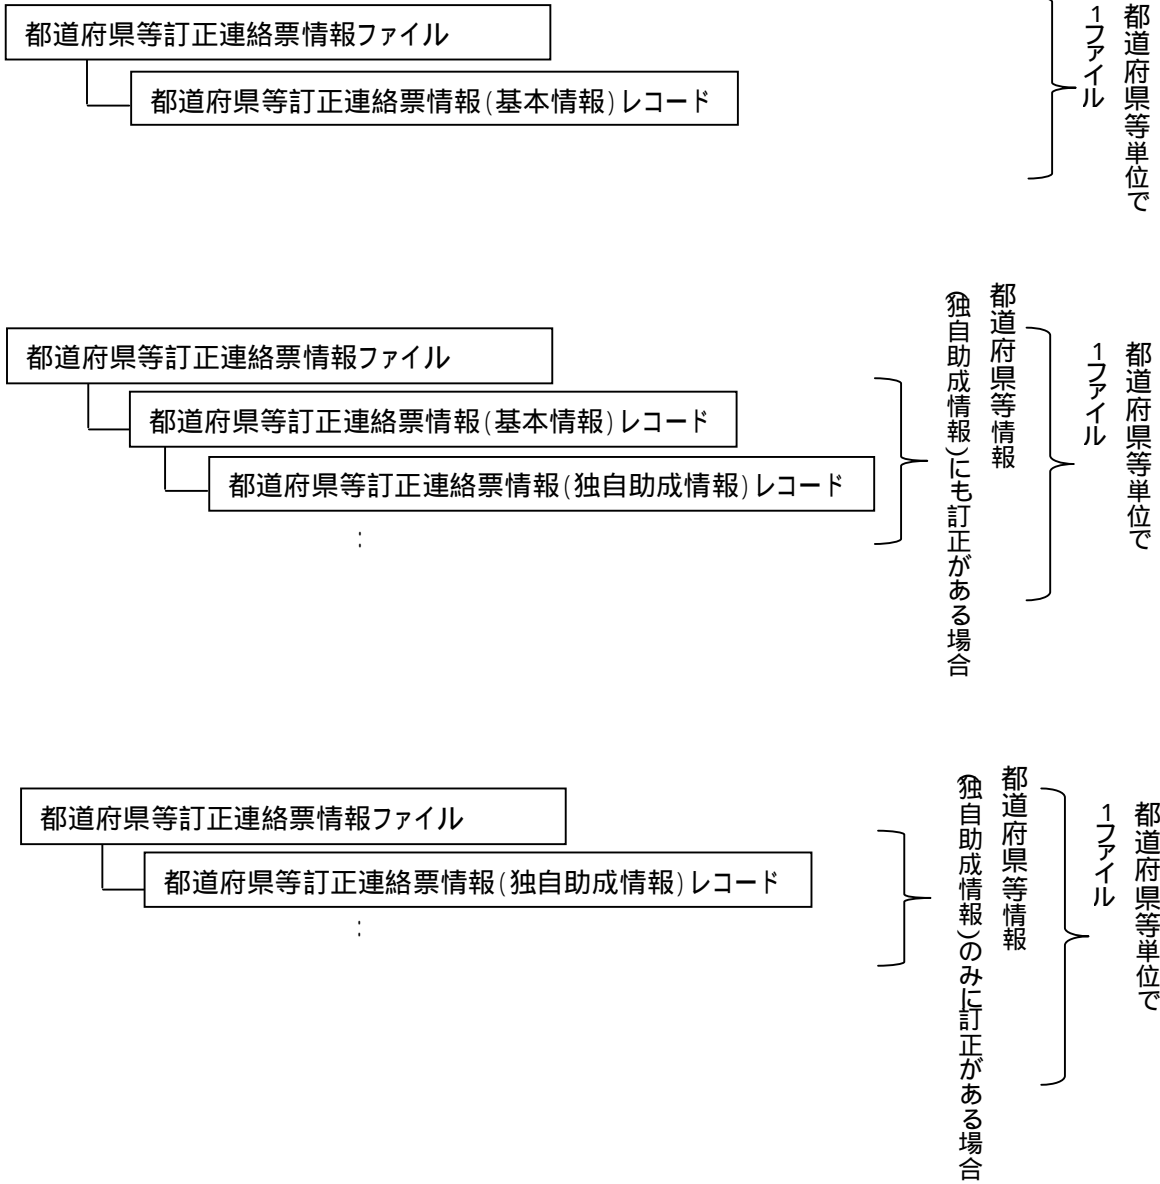 都道府県等訂正連絡票情報ファイル
都道府県等訂正連絡票情報(基本情報)レコード
都道府県等単位で
1ファイル
都道府県等訂正連絡票情報ファイル
都道府県等訂正連絡票情報(基本情報)レコード
都道府県等訂正連絡票情報(独自助成情報)レコード
:
都道府県等情報
(独自助成情報)にも訂正がある場合
都道府県等単位で
1ファイル
都道府県等訂正連絡票情報ファイル
都道府県等訂正連絡票情報(独自助成情報)レコード
:
都道府県等情報
(独自助成情報)のみに訂正がある場合
都道府県等単位で
1ファイル